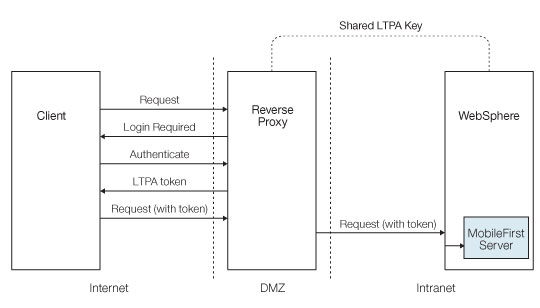 Shared LTPA Key
Client
Reverse
Proxy
WebSphere
Request
Login Required
Authenticate
LTPA token
Request (with token)
Request (with token)
MobileFirst
Server
Internet
DMZ
Intranet